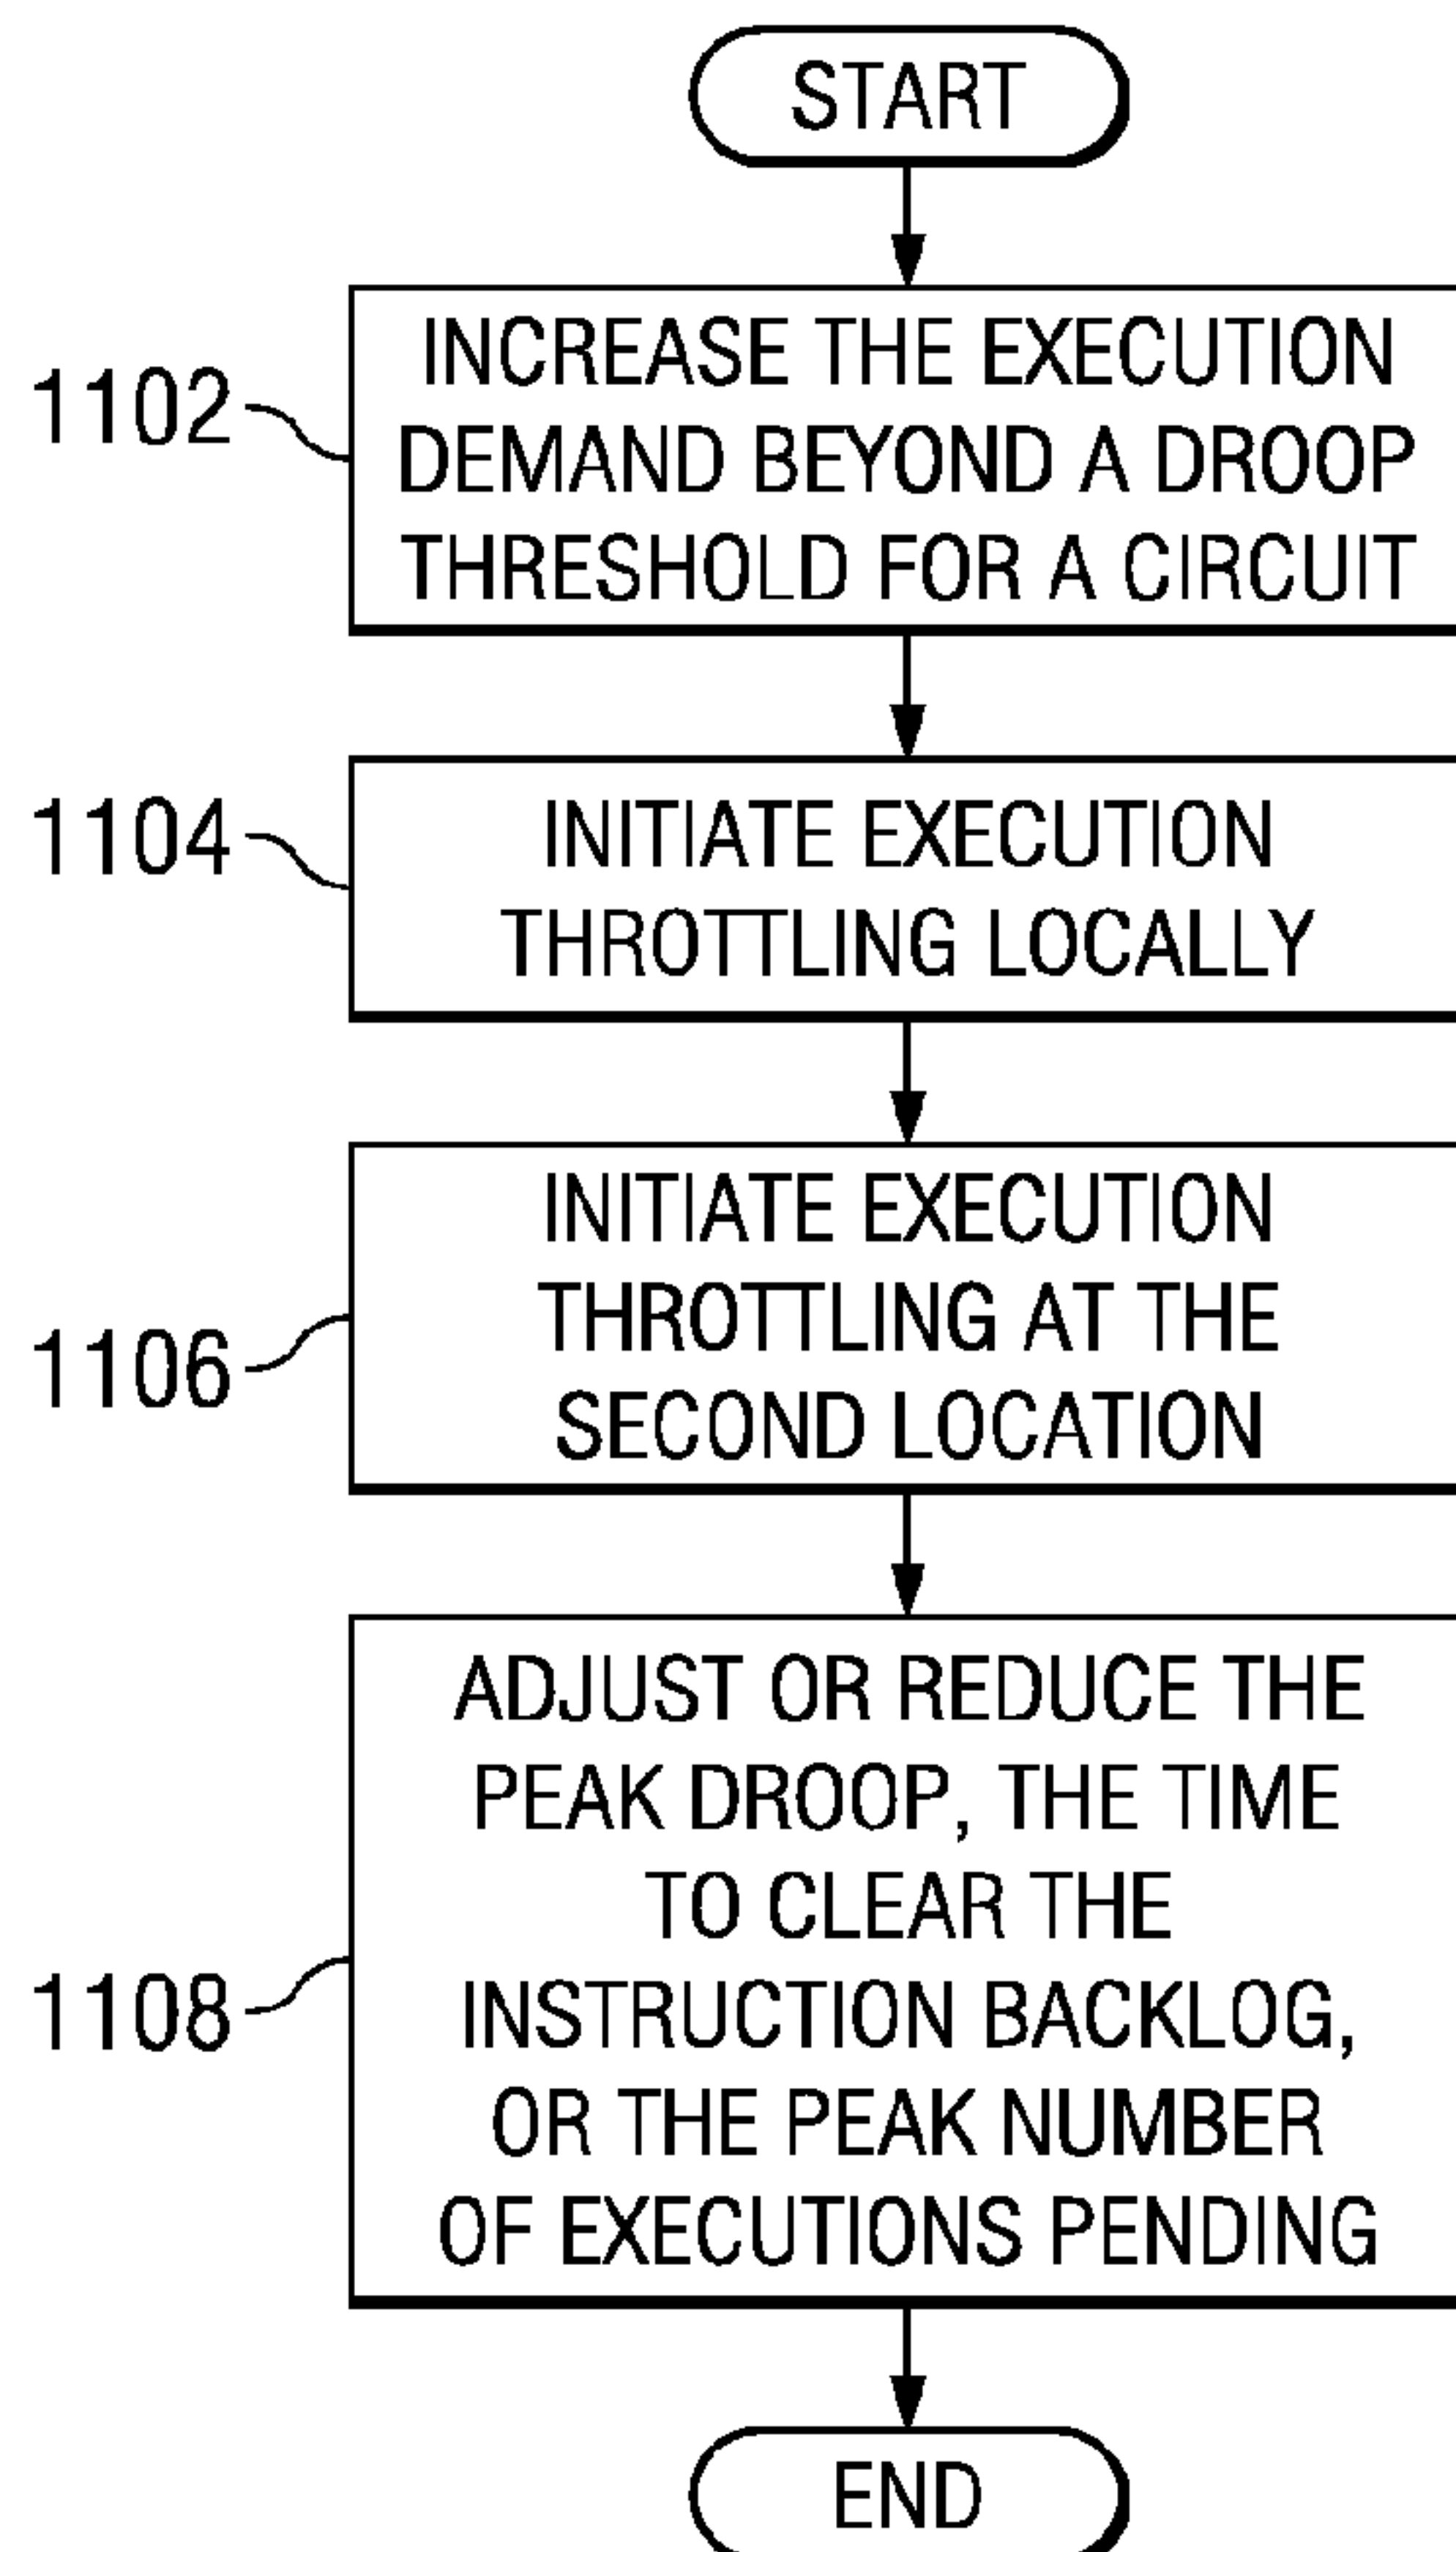 START
1102
INCREASE THE EXECUTION
DEMAND BEYOND A DROOP
THRESHOLD FOR A CIRCUIT
1104
INITIATE EXECUTION
THROTTLING LOCALLY
1106
INITIATE EXECUTION
THROTTLING AT THE
SECOND LOCATION
1108
ADJUST OR REDUCE THE
PEAK DROOP, THE TIME
TO CLEAR THE
INSTRUCTION BACKLOG,
OR THE PEAK NUMBER
OF EXECUTIONS PENDING
END